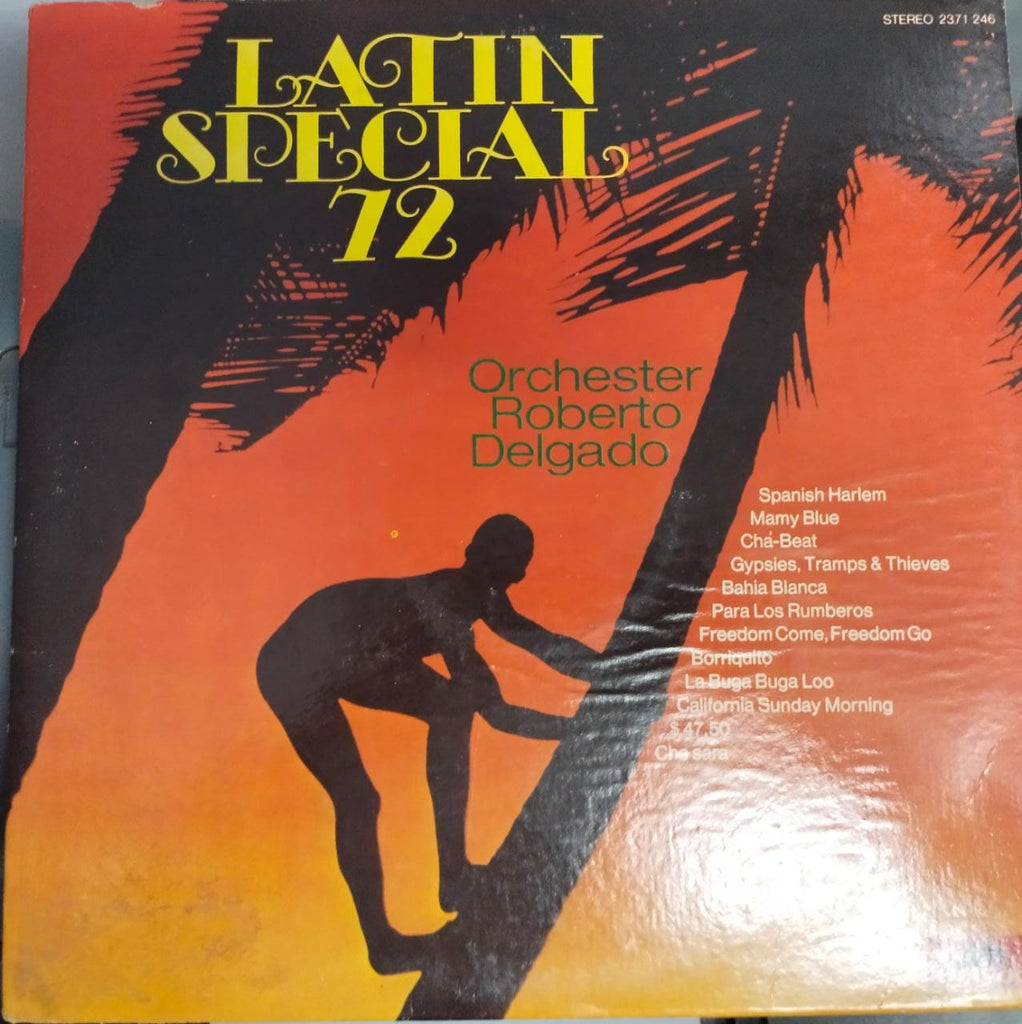 STEREO 2371 246
LATIN
SPECIAL
72
Orchester
Roberto
Delgado
Spanish Harlem
Mamy Blue
Cha-Beat
Gypsies, Tramps & Thieves
Bahia Blanca
Para Los Rumberos
Freedom Come, Freedom Go
Borriquito
La Buga Buga Loo
California Sunday Morning
$ 47,50
Che sara